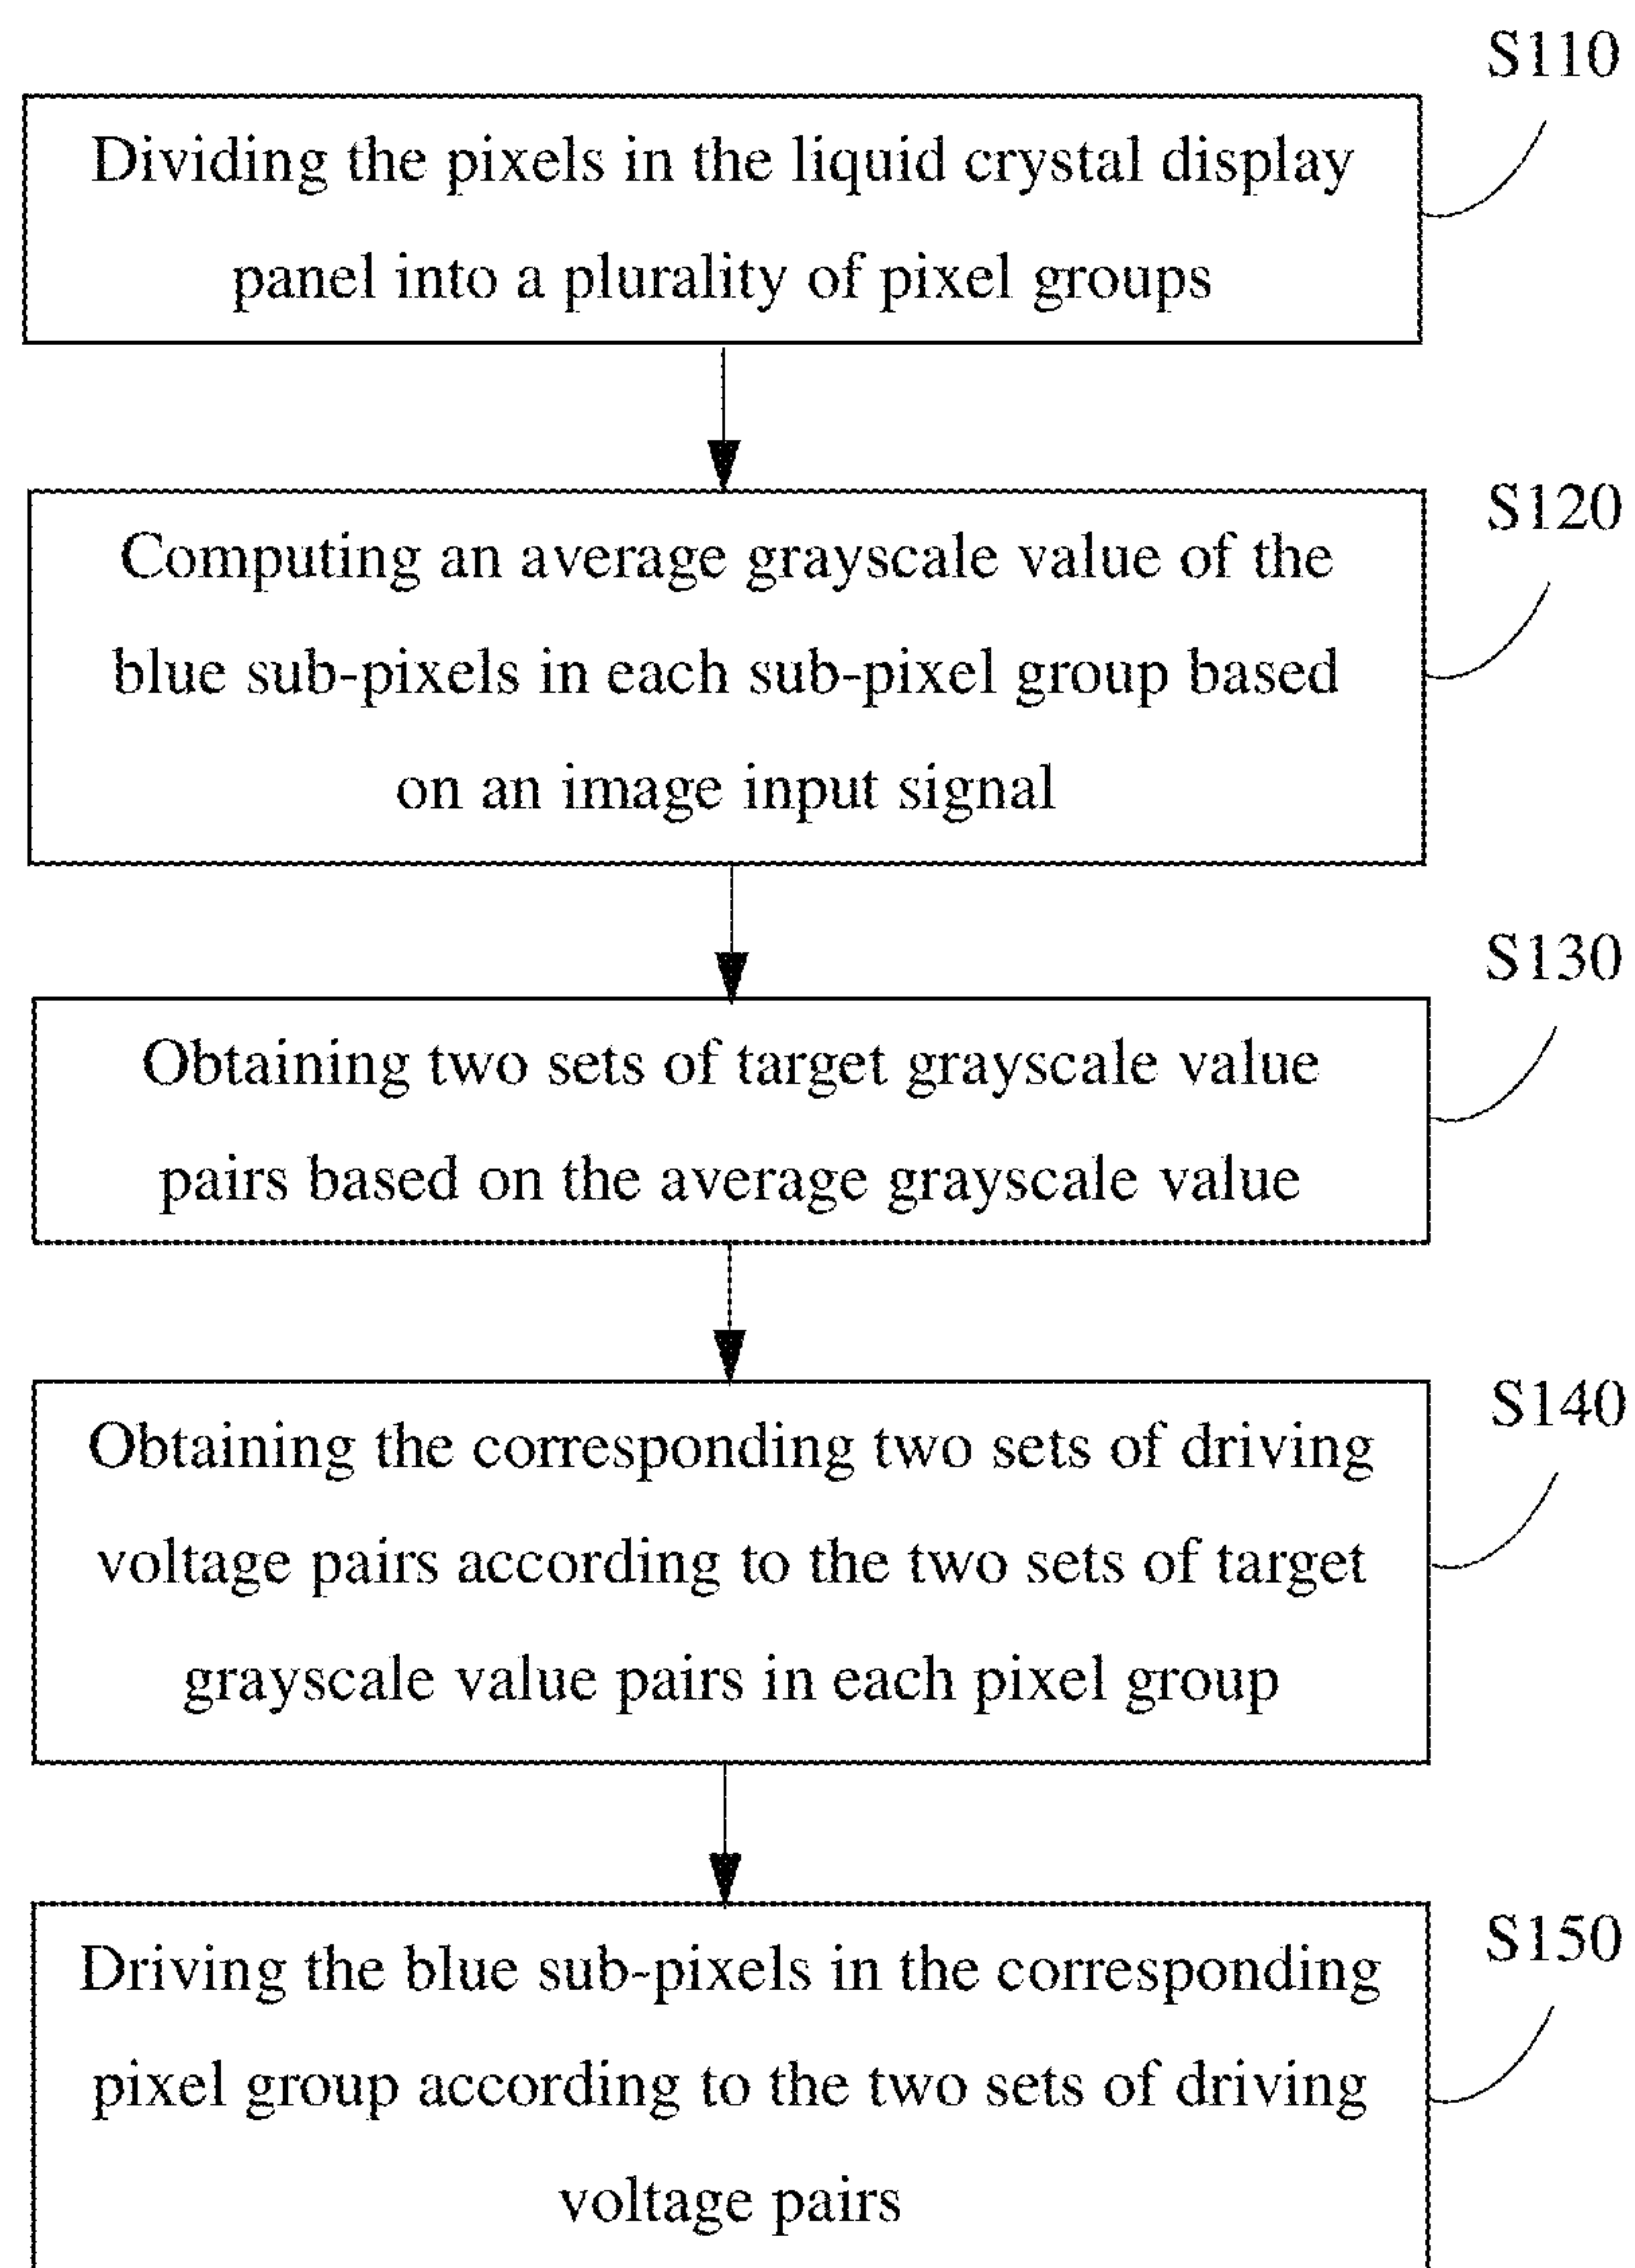 S110
Dividing the pixels in the liquid crystal display
panel into a plurality of pixel groups
S120
Computing an average grayscale value of the
blue sub-pixels in each sub-pixel group based
on an image input signal
S130
Obtaining two sets of target grayscale value
pairs based on the average grayscale value
S140
Obtaining the corresponding two sets of driving
voltage pairs according to the two sets of target
grayscale value pairs in each pixel group
S150
Driving the blue sub-pixels in the corresponding
pixel group according to the two sets of driving
voltage pairs